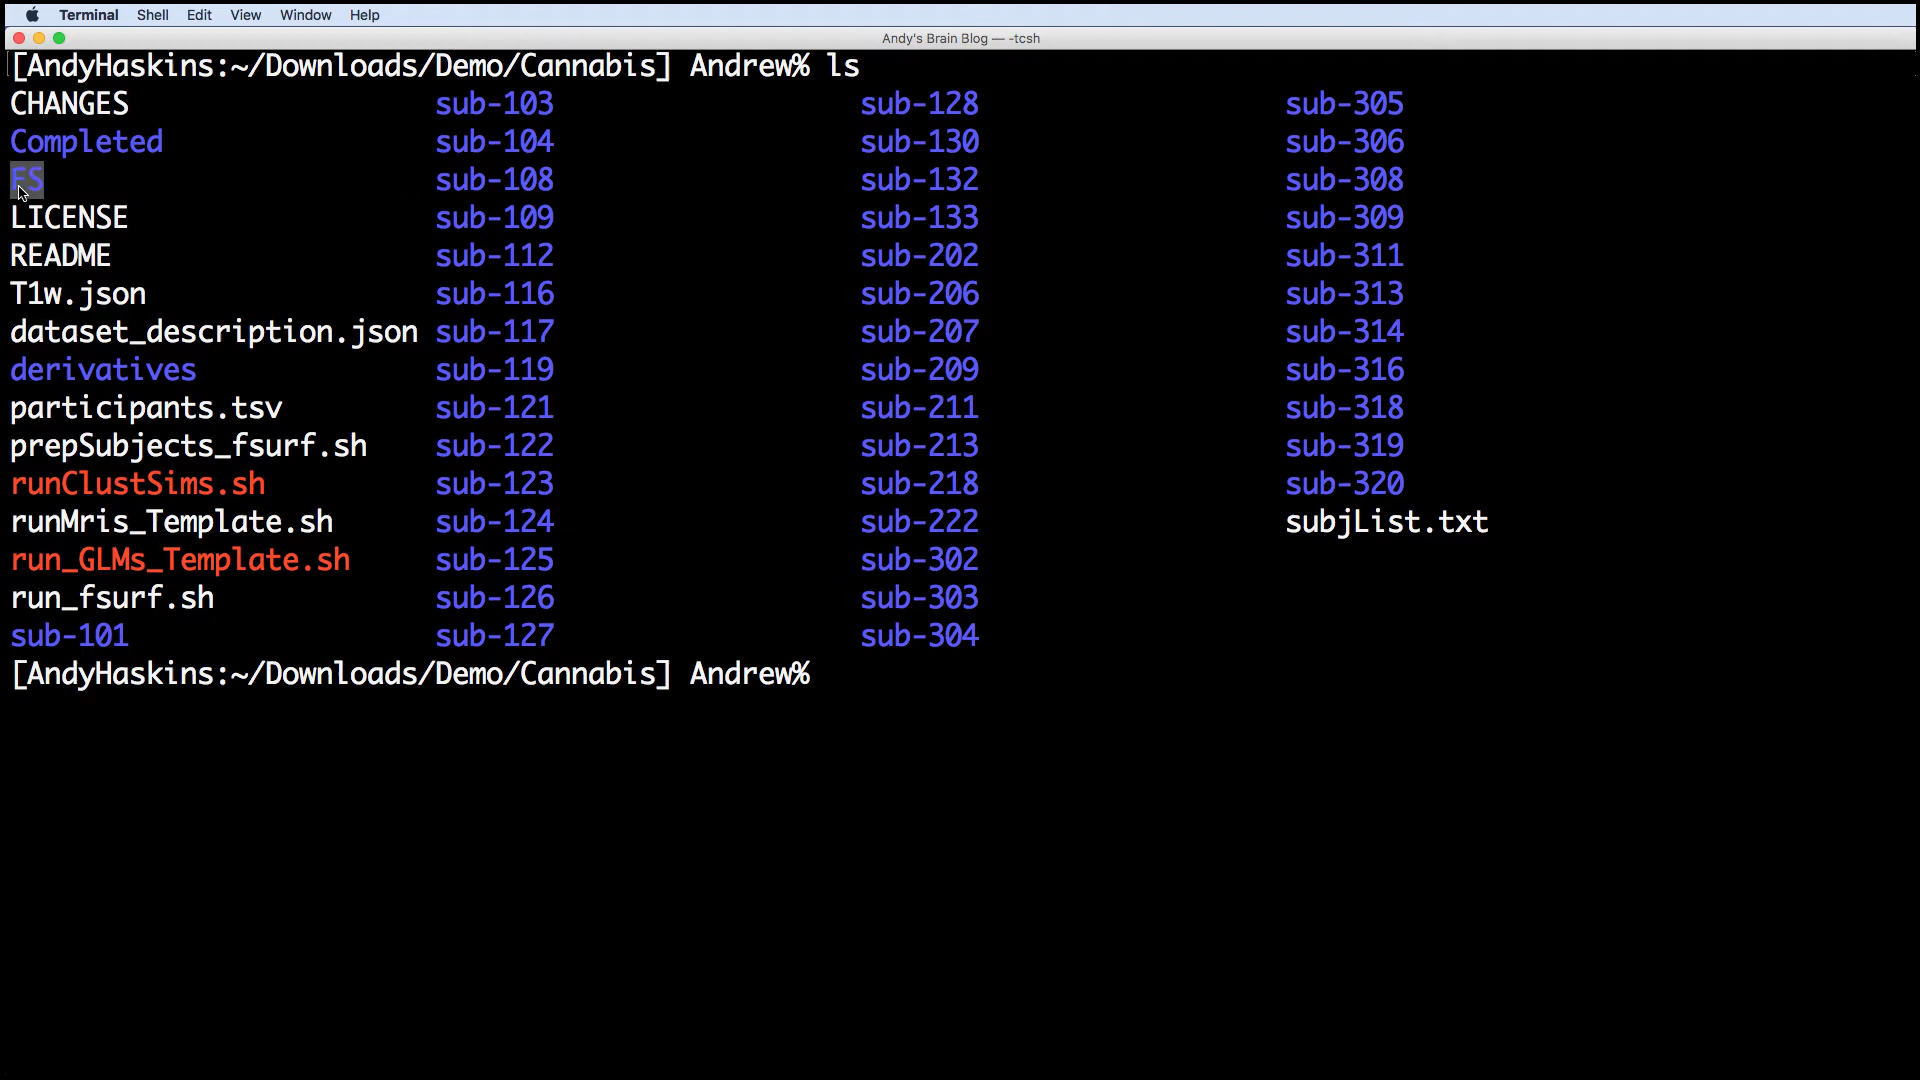 Terminal Shell Edit View Window Help
Andy's Brain Blog — -tcsh
[AndyHaskins:~/Downloads/Demo/Cannabis] Andrew% ls
CHANGES sub-103 sub-128 sub-305
Completed sub-104 sub-130 sub-306
FS sub-108 sub-132 sub-308
LICENSE sub-109 sub-133 sub-309
README sub-112 sub-202 sub-311
T1w.json sub-116 sub-206 sub-313
dataset_description.json sub-117 sub-207 sub-314
derivatives sub-119 sub-209 sub-316
participants.tsv sub-121 sub-211 sub-318
prepSubjects_fsurf.sh sub-122 sub-213 sub-319
runClustSims.sh sub-123 sub-218 sub-320
runMris_Template.sh sub-124 sub-222 subjList.txt
run_GLMs_Template.sh sub-125 sub-302
run_fsurf.sh sub-126 sub-303
sub-101 sub-127 sub-304
[AndyHaskins:~/Downloads/Demo/Cannabis] Andrew%